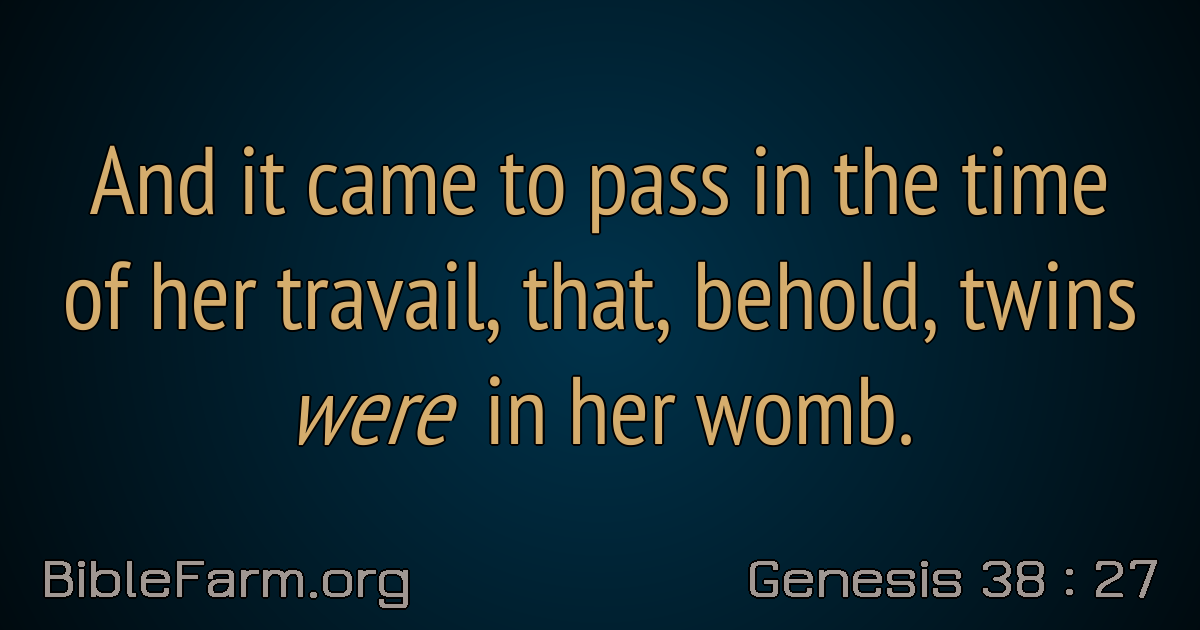 And it came to pass in the time
of her travail, that, behold, twins
were in her womb.
BibleFarm.org
Genesis 38 : 27